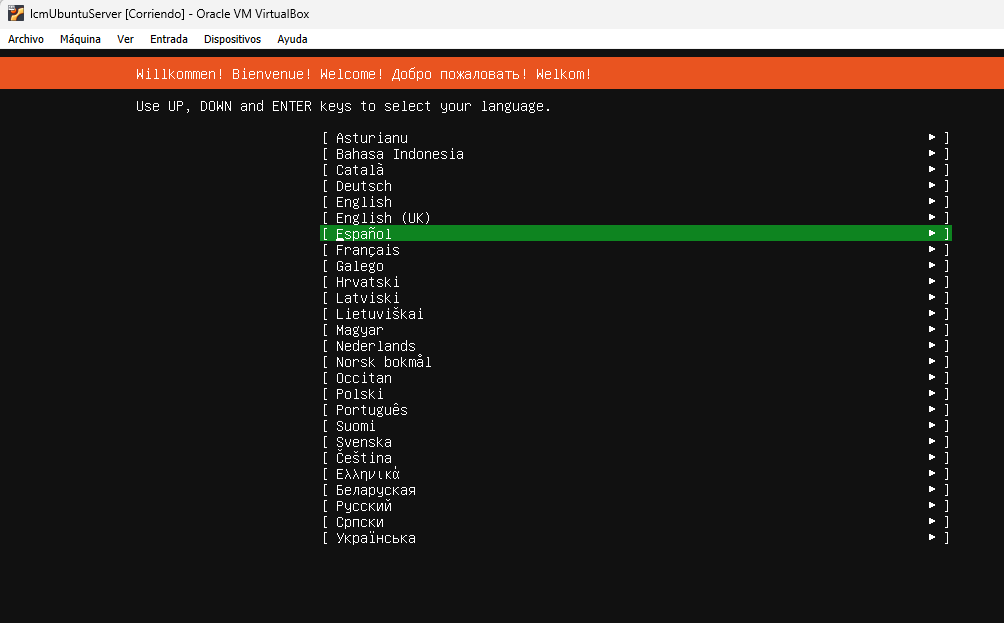 lcmUbuntuServer [Corriendo] - Oracle VM VirtualBox
Archivo Máquina Ver Entrada Dispositivos Ayuda
Willkommen! Bienvenue! Welcome! Добро пожаловать! Welkom!
Use UP, DOWN and ENTER keys to select your language.
[ Asturianu ▸ ]
[ Bahasa Indonesia ▸ ]
[ Català ▸ ]
[ Deutsch ▸ ]
[ English ▸ ]
[ English (UK) ▸ ]
[ Español ▸ ]
[ Français ▸ ]
[ Galego ▸ ]
[ Hrvatski ▸ ]
[ Latviski ▸ ]
[ Lietuviškai ▸ ]
[ Magyar ▸ ]
[ Nederlands ▸ ]
[ Norsk bokmål ▸ ]
[ Occitan ▸ ]
[ Polski ▸ ]
[ Português ▸ ]
[ Suomi ▸ ]
[ Svenska ▸ ]
[ Čeština ▸ ]
[ Ελληνικά ▸ ]
[ Беларуская ▸ ]
[ Русский ▸ ]
[ Српски ▸ ]
[ Українська ▸ ]